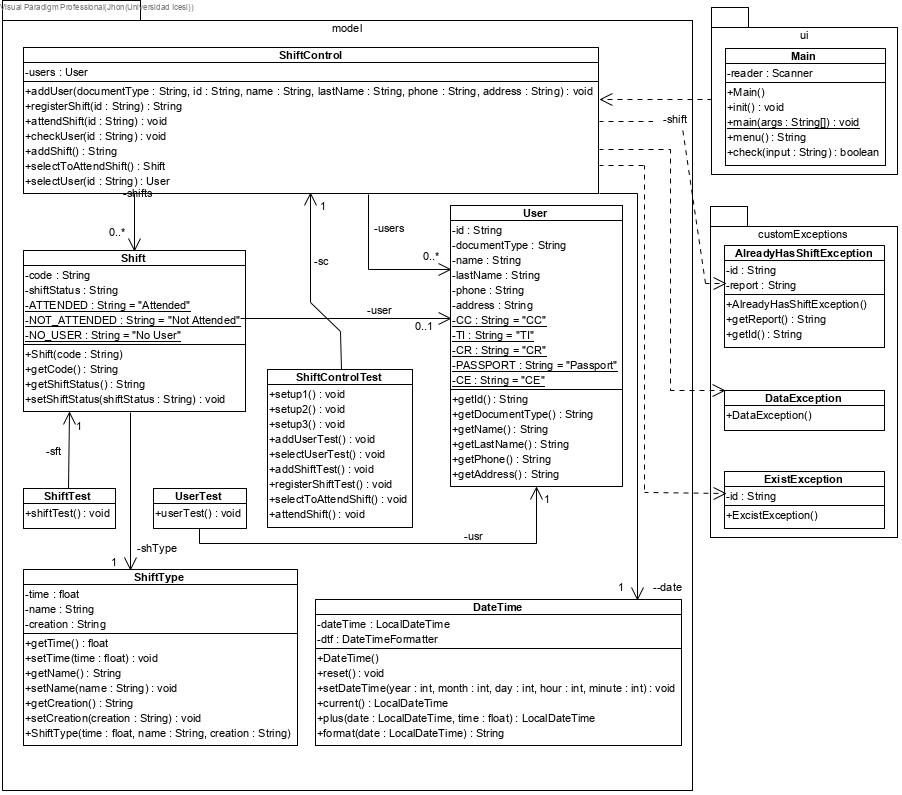 Visual Paradigm Professional(Jhon(Universidad Icesi))
model
ShiftControl
-users : User
+addUser(documentType : String, id : String, name : String, lastName : String, phone : String, address : String) : void
+registerShift(id : String) : String
+attendShift(id : String) : void
+checkUser(id : String) : void
+addShift() : String
+selectToAttendShift() : Shift
+selectUser(id : String) : User
ui
Main
-reader : Scanner
+Main()
+init() : void
+main(args : String[]) : void
+menu() : String
+check(input : String) : boolean
-shift
-shifts
0..*
1
-sc
-users
0..*
-user
0..1
Shift
-code : String
-shiftStatus : String
-ATTENDED : String = "Attended"
-NOT_ATTENDED : String = "Not Attended"
-NO_USER : String = "No User"
+Shift(code : String)
+getCode() : String
+getShiftStatus() : String
+setShiftStatus(shiftStatus : String) : void
User
-id : String
-documentType : String
-name : String
-lastName : String
-phone : String
-address : String
-CC : String = "CC"
-TI : String = "TI"
-CR : String = "CR"
-PASSPORT : String = "Passport"
-CE : String = "CE"
+getId() : String
+getDocumentType() : String
+getName() : String
+getLastName() : String
+getPhone() : String
+getAddress() : String
customExceptions
AlreadyHasShiftException
-id : String
-report : String
+AlreadyHasShiftException()
+getReport() : String
+getId() : String
DataException
+DataException()
ExistException
-id : String
+ExcistException()
ShiftControlTest
+setup1() : void
+setup2() : void
+setup3() : void
+addUserTest() : void
+selectUserTest() : void
+addShiftTest() : void
+registerShiftTest() : void
+selectToAttendShift() : void
+attendShift() : void
1
-sft
ShiftTest
+shiftTest() : void
UserTest
+userTest() : void
1
-usr
-shType
1
ShiftType
-time : float
-name : String
-creation : String
+getTime() : float
+setTime(time : float) : void
+getName() : String
+setName(name : String) : void
+getCreation() : String
+setCreation(creation : String) : void
+ShiftType(time : float, name : String, creation : String)
1
--date
DateTime
-dateTime : LocalDateTime
-dtf : DateTimeFormatter
+DateTime()
+reset() : void
+setDateTime(year : int, month : int, day : int, hour : int, minute : int) : void
+current() : LocalDateTime
+plus(date : LocalDateTime, time : float) : LocalDateTime
+format(date : LocalDateTime) : String